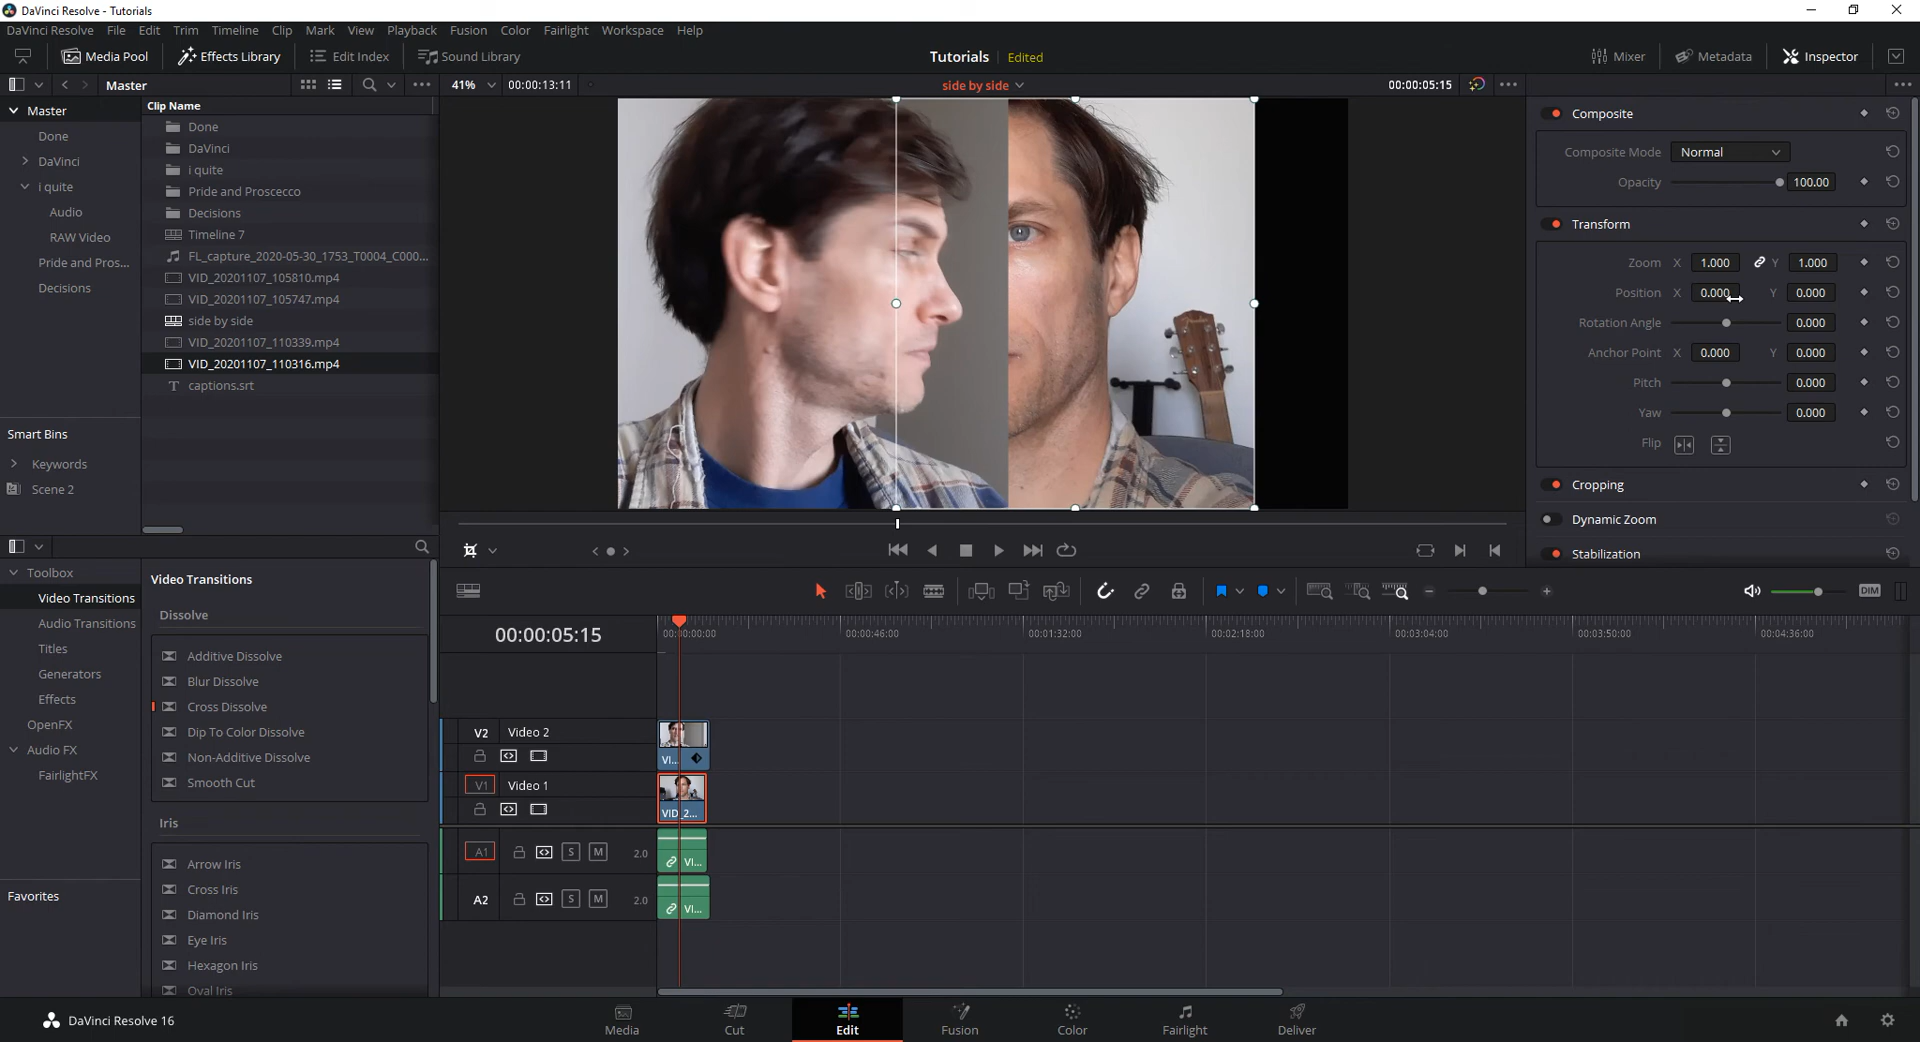 DaVinci Resolve - Tutorials
DaVinci Resolve File Edit Trim Timeline Clip Mark View Playback Fusion Color Fairlight Workspace Help
Media Pool Effects Library Edit Index Sound Library Tutorials Edited Mixer Metadata Inspector
Master 41% 00:00:13:11 side by side 00:00:05:15
Master
Done
DaVinci
i quite
Audio
RAW Video
Pride and Pros...
Decisions
Smart Bins
Keywords
Scene 2
Clip Name
Done
DaVinci
i quite
Pride and Proscecco
Decisions
Timeline 7
FL_capture_2020-05-30_1753_T0004_C000...
VID_20201107_105810.mp4
VID_20201107_105747.mp4
side by side
VID_20201107_110339.mp4
VID_20201107_110316.mp4
captions.srt
Fender
Composite
Composite Mode Normal
Opacity 100.00
Transform
Zoom X 1.000 Y 1.000
Position X 0.000 Y 0.000
Rotation Angle 0.000
Anchor Point X 0.000 Y 0.000
Pitch 0.000
Yaw 0.000
Flip
Cropping
Dynamic Zoom
Stabilization
Toolbox
Video Transitions
Audio Transitions
Titles
Generators
Effects
OpenFX
Audio FX
FairlightFX
Favorites
Video Transitions
Dissolve
Additive Dissolve
Blur Dissolve
Cross Dissolve
Dip To Color Dissolve
Non-Additive Dissolve
Smooth Cut
Iris
Arrow Iris
Cross Iris
Diamond Iris
Eye Iris
Hexagon Iris
Oval Iris
DIM
00:00:05:15 00:00:00:00 00:00:46:00 00:01:32:00 00:02:18:00 00:03:04:00 00:03:50:00 00:04:36:00
V2 Video 2
VI...
V1 Video 1
VID_2...
A1 S M 2.0 VI...
A2 S M 2.0 VI...
DaVinci Resolve 16
Media Cut Edit Fusion Color Fairlight Deliver